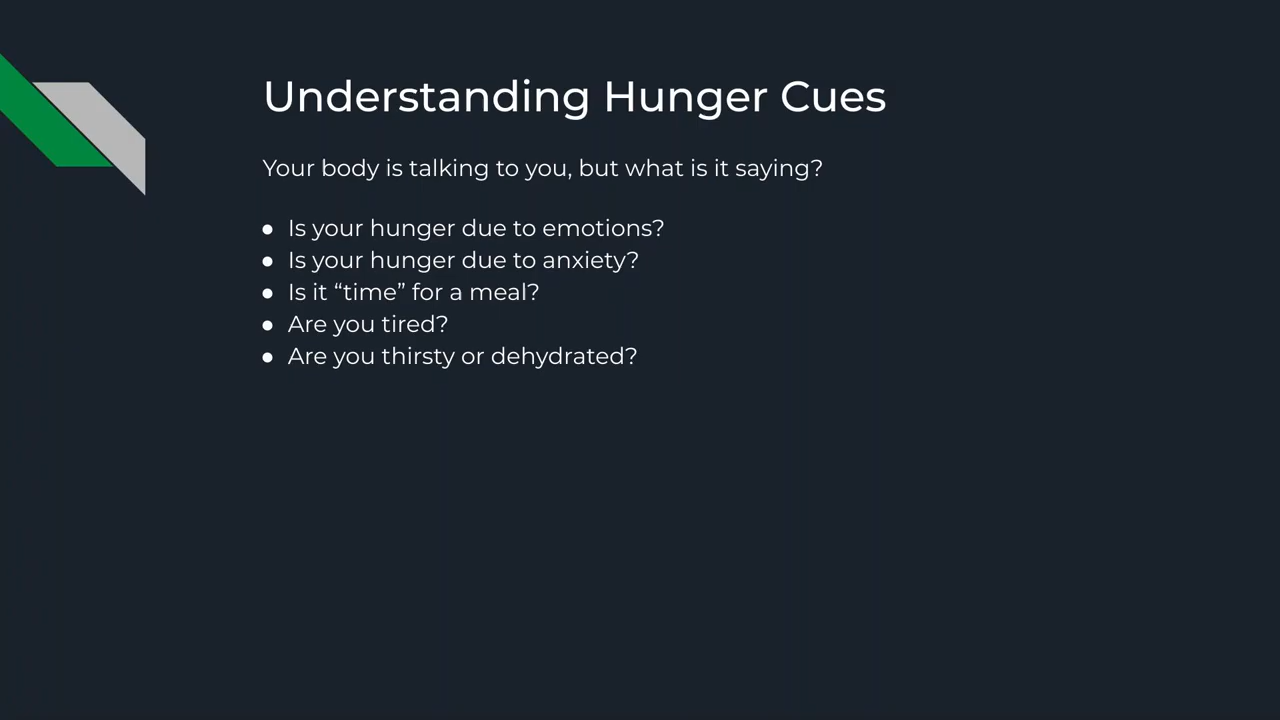 Understanding Hunger Cues
Your body is talking to you, but what is it saying?
● Is your hunger due to emotions?
● Is your hunger due to anxiety?
● Is it “time” for a meal?
● Are you tired?
● Are you thirsty or dehydrated?